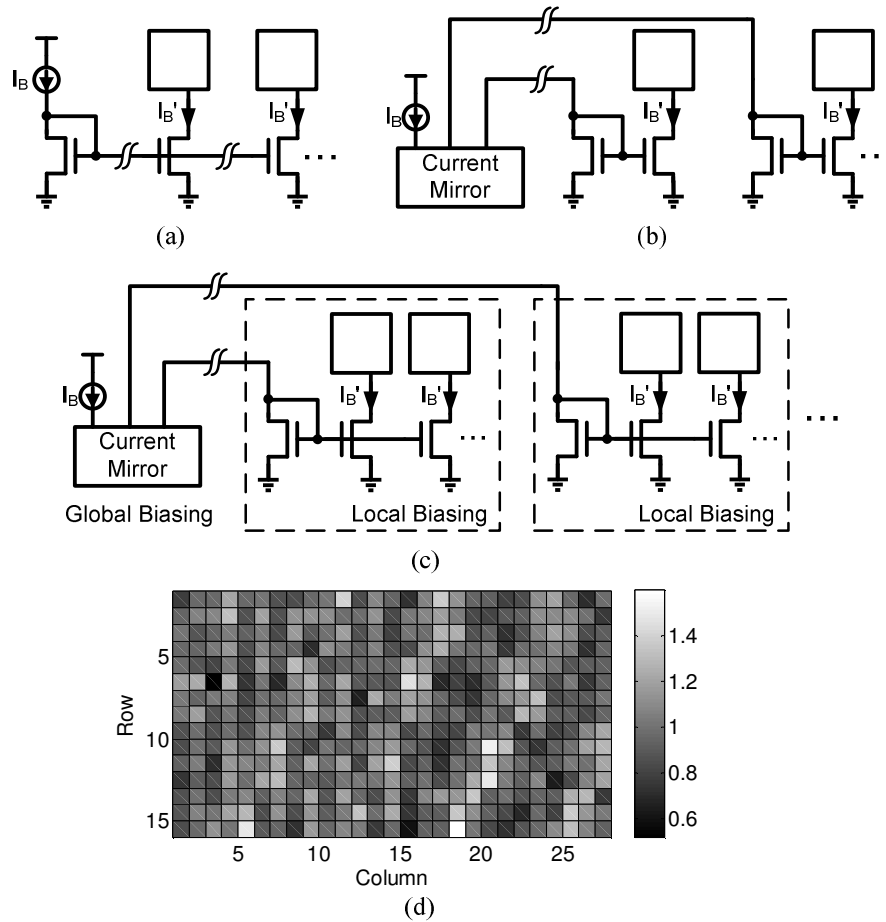 I_B I_B' I_B' ...
(a)
I_B Current Mirror I_B' I_B' ...
(b)
I_B Current Mirror I_B' I_B' ... I_B' I_B' ... ...
Global Biasing Local Biasing Local Biasing
(c)
Row
5
10
15
5 10 15 20 25
Column
1.4
1.2
1
0.8
0.6
(d)